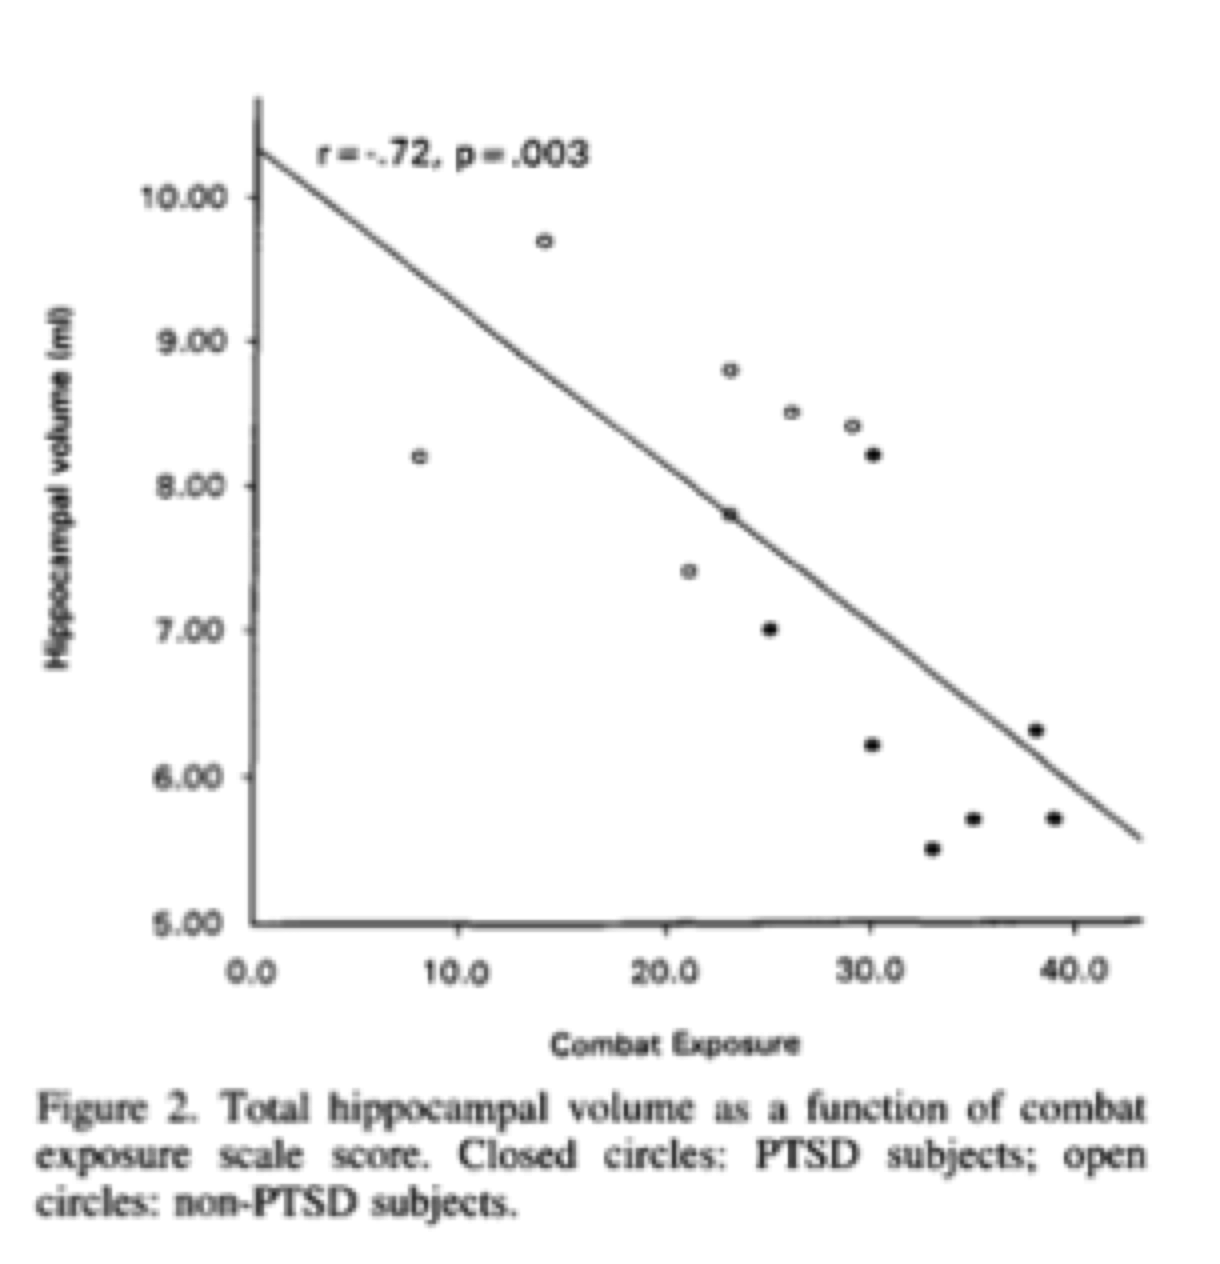 r=-.72, p=.003
10.00
9.00
8.00
7.00
6.00
5.00
Hippocampal volume (ml)
0.0 10.0 20.0 30.0 40.0
Combat Exposure
Figure 2. Total hippocampal volume as a function of combat
exposure scale score. Closed circles: PTSD subjects; open
circles: non-PTSD subjects.